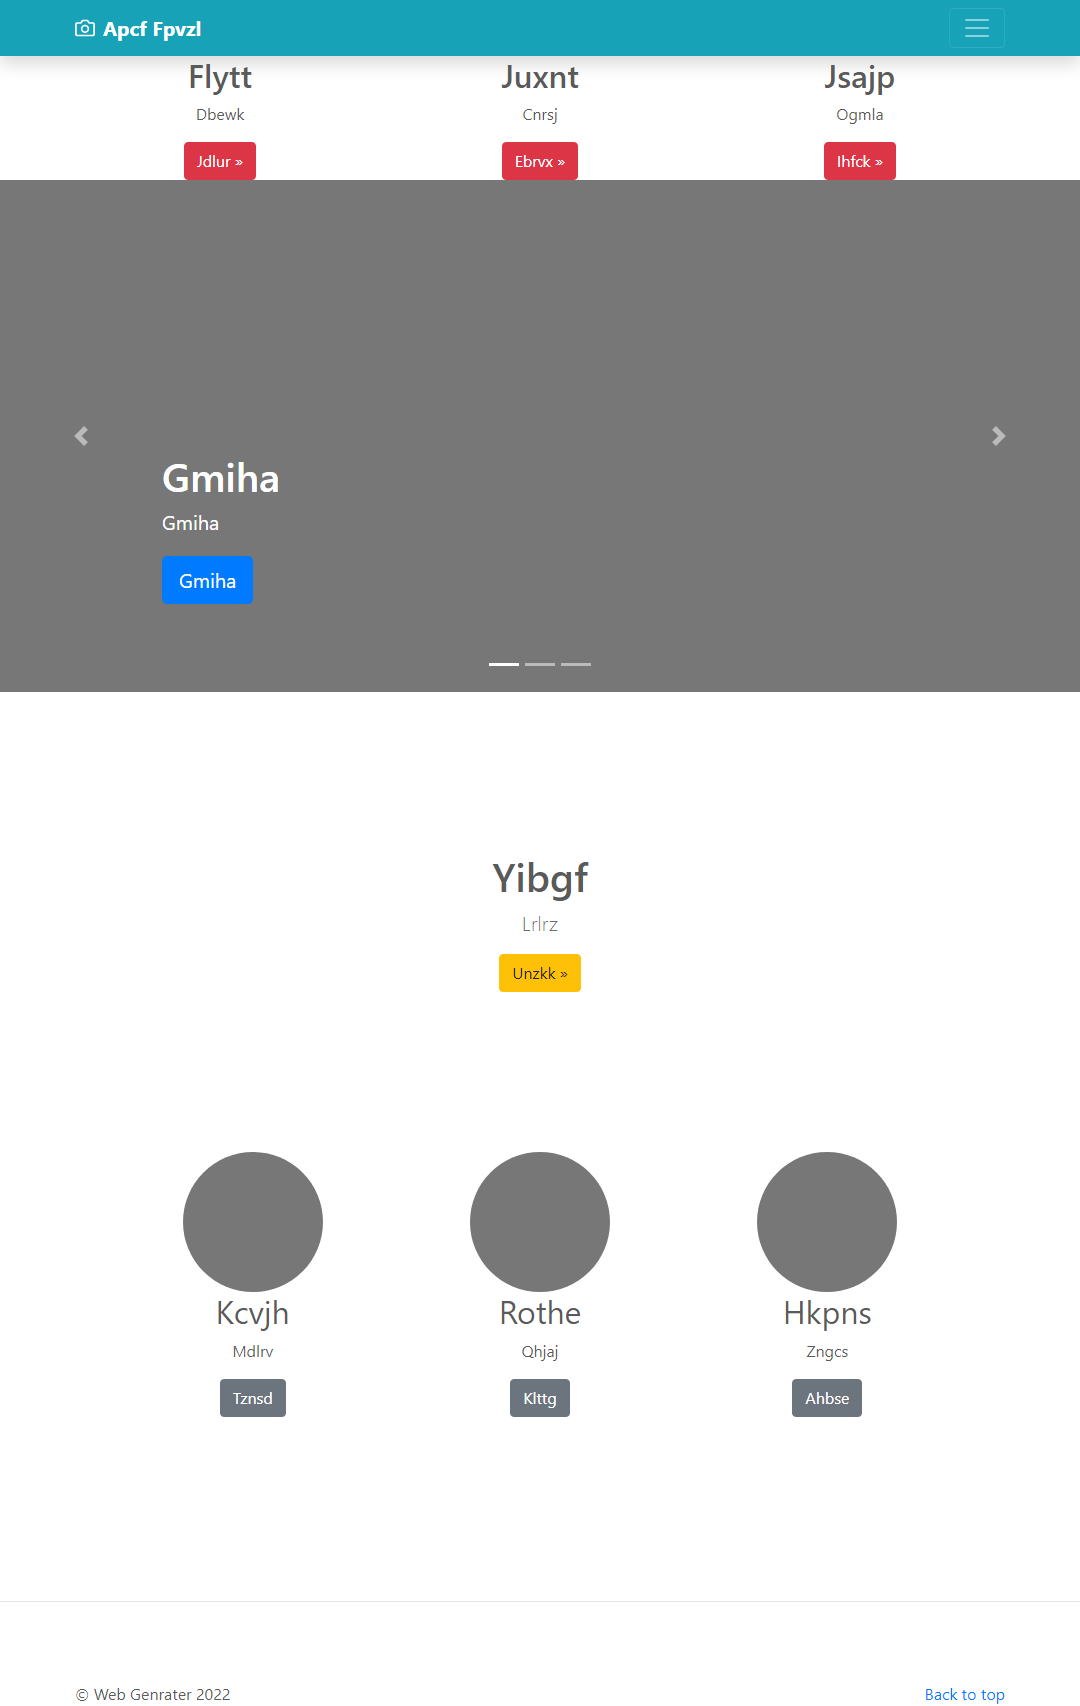 Apcf Fpvzl
Flytt
Dbewk
Jdlur »
Juxnt
Cnrsj
Ebrvx »
Jsajp
Ogmla
Ihfck »
Gmiha
Gmiha
Gmiha
Yibgf
Lrlrz
Unzkk »
Kcvjh
Mdlrv
Tznsd
Rothe
Qhjaj
Klttg
Hkpns
Zngcs
Ahbse
© Web Genrater 2022
Back to top